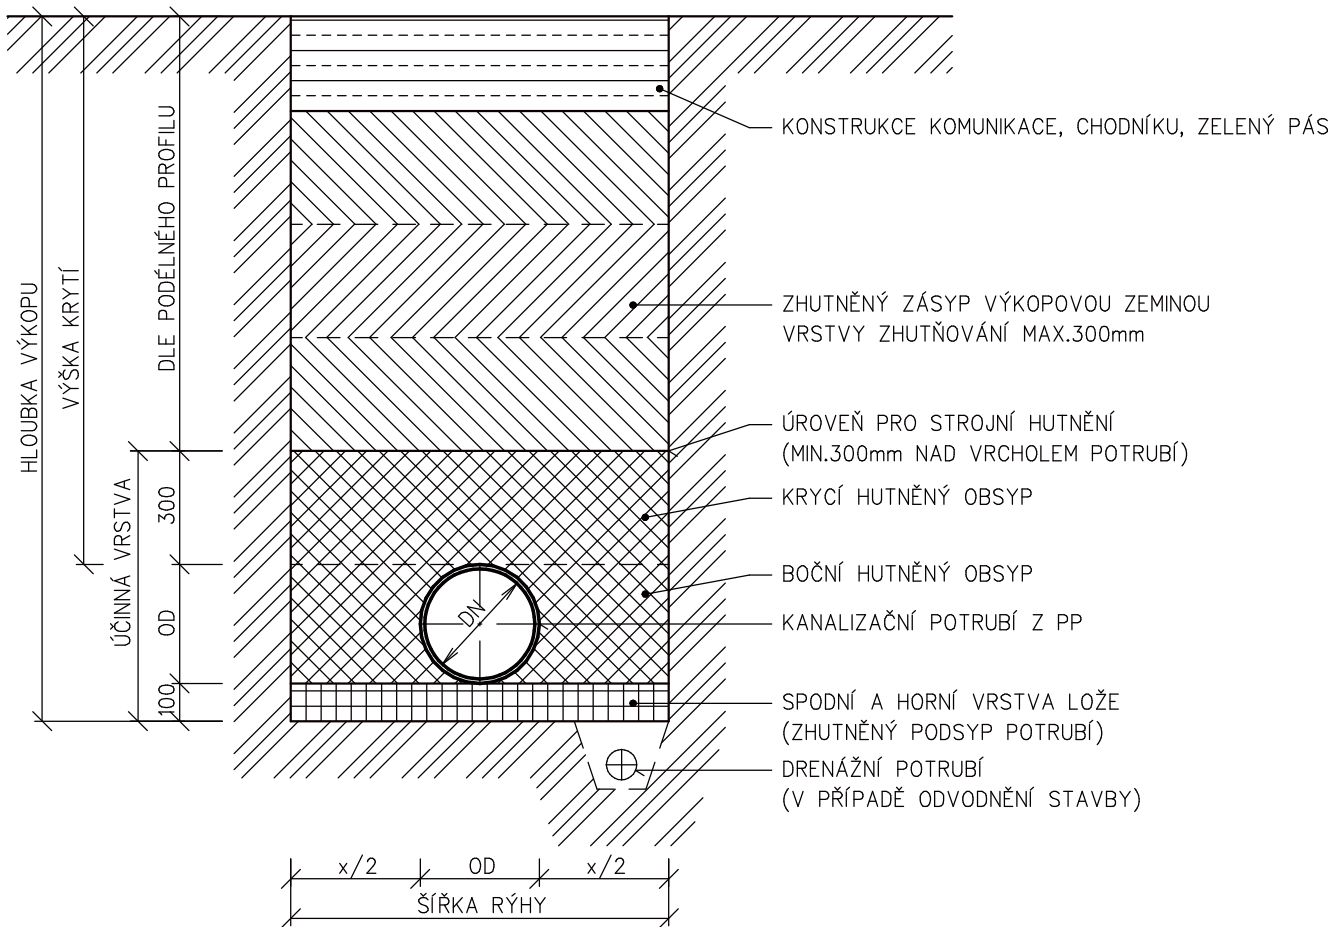 KONSTRUKCE KOMUNIKACE, CHODNÍKU, ZELENÝ PÁS
ZHUTNĚNÝ ZÁSYP VÝKOPOVOU ZEMINOU
VRSTVY ZHUTŇOVÁNÍ MAX.300mm
ÚROVEŇ PRO STROJNÍ HUTNĚNÍ
(MIN.300mm NAD VRCHOLEM POTRUBÍ)
KRYCÍ HUTNĚNÝ OBSYP
BOČNÍ HUTNĚNÝ OBSYP
KANALIZAČNÍ POTRUBÍ Z PP
SPODNÍ A HORNÍ VRSTVA LOŽE
(ZHUTNĚNÝ PODSYP POTRUBÍ)
DRENÁŽNÍ POTRUBÍ
(V PŘÍPADĚ ODVODNĚNÍ STAVBY)
HLOUBKA VÝKOPU
VÝŠKA KRYTÍ
ÚČINNÁ VRSTVA
DLE PODÉLNÉHO PROFILU
300
OD
100
DN
x/2
OD
x/2
ŠÍŘKA RÝHY